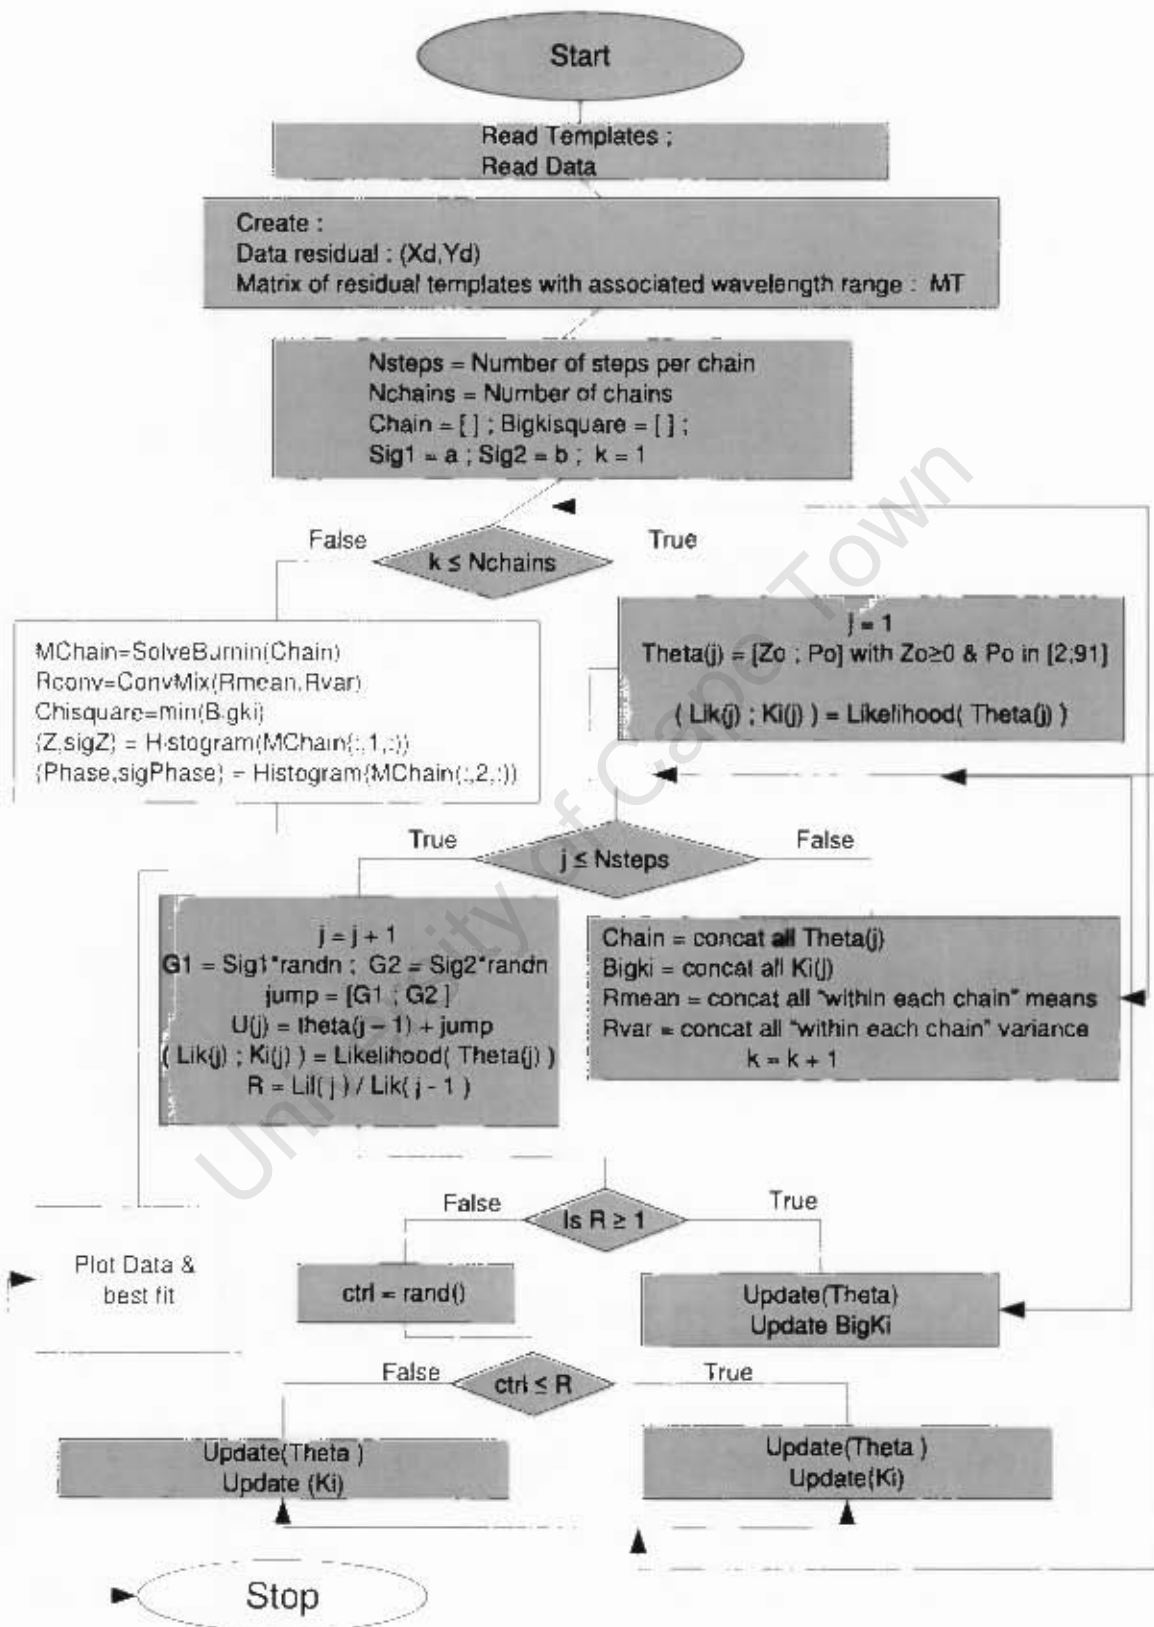 Start
Read Templates ;
Read Data
Create :
Data residual : (Xd,Yd)
Matrix of residual templates with associated wavelength range : MT
Nsteps = Number of steps per chain
Nchains = Number of chains
Chain = [ ] ; Bigkisquare = [ ] ;
Sig1 = a ; Sig2 = b ; k = 1
False
k ≤ Nchains
True
MChain=SolveBurnin(Chain)
Rconv=ConvMix(Rmean,Rvar)
Chisquare=min(Bigki)
(Z,sigZ) = Histogram(MChain(:,1,:))
(Phase,sigPhase) = Histogram(MChain(:,2,:))
j = 1
Theta(j) = [Zo ; Po] with Zo≥0 & Po in [2;91]
( Lik(j) ; Ki(j) ) = Likelihood( Theta(j) )
True
j ≤ Nsteps
False
j = j + 1
G1 = Sig1*randn ; G2 = Sig2*randn
jump = [G1 ; G2 ]
U(j) = theta(j – 1) + jump
( Lik(j) ; Ki(j) ) = Likelihood( Theta(j) )
R = Lil( j ) / Lik( j - 1 )
Chain = concat all Theta(j)
Bigki = concat all Ki(j)
Rmean = concat all "within each chain" means
Rvar = concat all "within each chain" variance
k = k + 1
False
Is R ≥ 1
True
Plot Data &
best fit
ctrl = rand()
Update(Theta)
Update BigKi
False
ctrl ≤ R
True
Update(Theta )
Update (Ki)
Update(Theta )
Update(Ki)
Stop
University of Cape Town